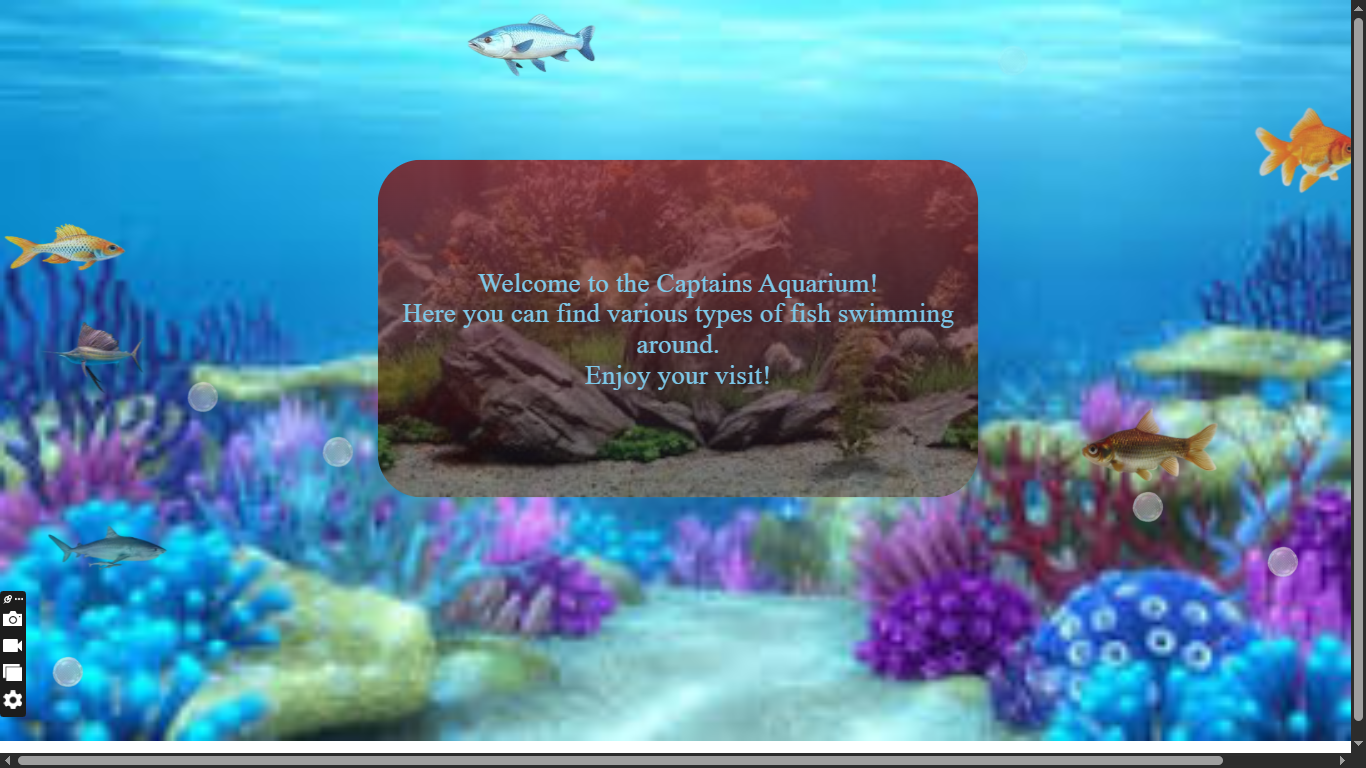 Welcome to the Captains Aquarium!
Here you can find various types of fish swimming
around.
Enjoy your visit!